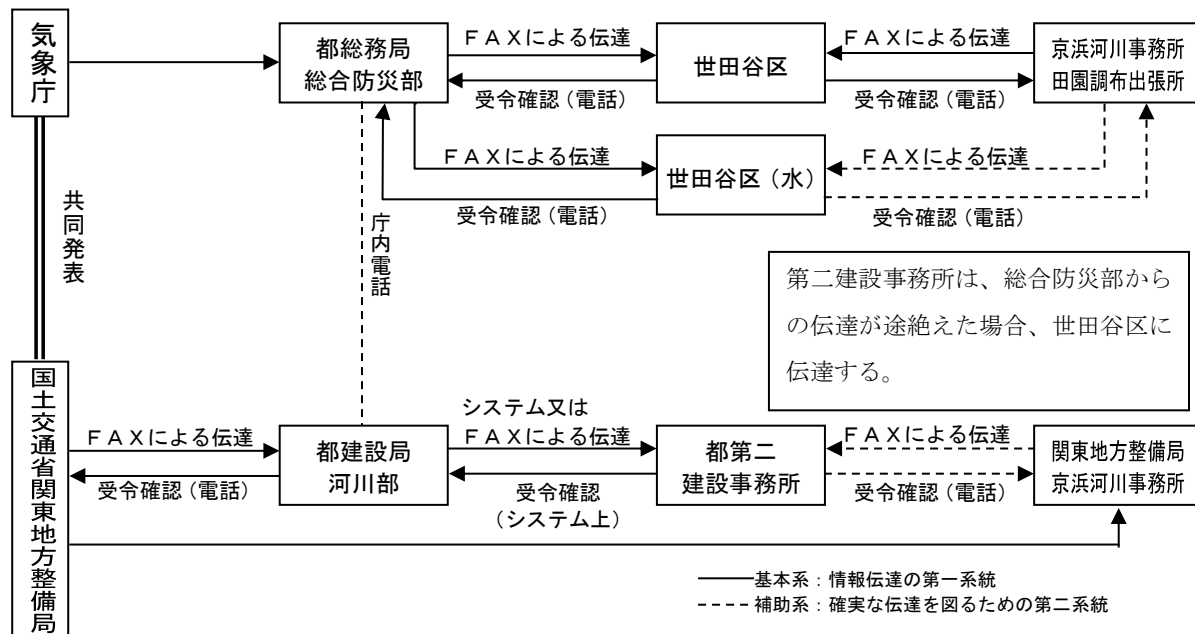 気象庁
都総務局
総合防災部
ＦＡＸによる伝達
受令確認（電話）
世田谷区
ＦＡＸによる伝達
受令確認（電話）
京浜河川事務所
田園調布出張所
ＦＡＸによる伝達
受令確認（電話）
世田谷区（水）
ＦＡＸによる伝達
受令確認（電話）
共同発表
庁内電話
第二建設事務所は、総合防災部から
の伝達が途絶えた場合、世田谷区に
伝達する。
国土交通省関東地方整備局
ＦＡＸによる伝達
受令確認（電話）
都建設局
河川部
システム又は
ＦＡＸによる伝達
受令確認
（システム上）
都第二
建設事務所
ＦＡＸによる伝達
受令確認（電話）
関東地方整備局
京浜河川事務所
基本系：情報伝達の第一系統
補助系：確実な伝達を図るための第二系統